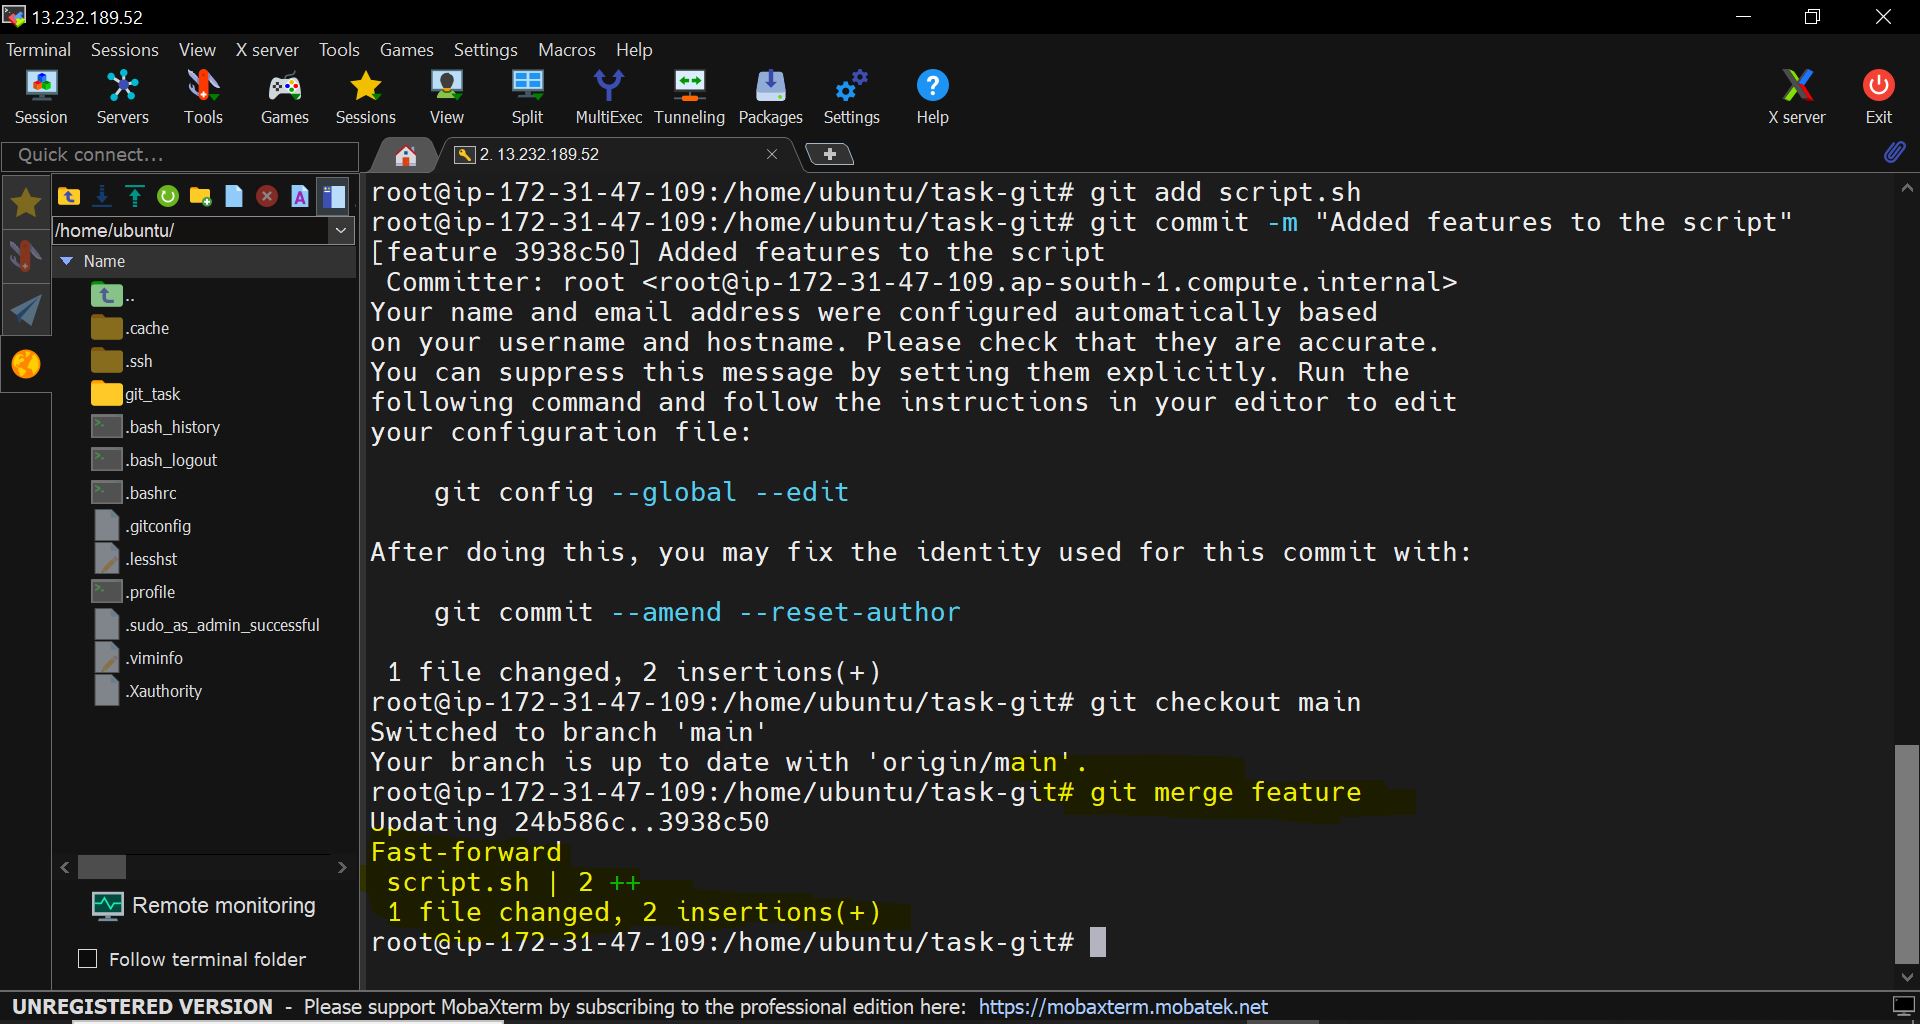 13.232.189.52
Terminal Sessions View X server Tools Games Settings Macros Help
Session Servers Tools Games Sessions View Split MultiExec Tunneling Packages Settings Help X server Exit
Quick connect...
2. 13.232.189.52
/home/ubuntu/
Name
..
.cache
.ssh
git_task
.bash_history
.bash_logout
.bashrc
.gitconfig
.lesshst
.profile
.sudo_as_admin_successful
.viminfo
.Xauthority
Remote monitoring
Follow terminal folder
root@ip-172-31-47-109:/home/ubuntu/task-git# git add script.sh
root@ip-172-31-47-109:/home/ubuntu/task-git# git commit -m "Added features to the script"
[feature 3938c50] Added features to the script
 Committer: root <root@ip-172-31-47-109.ap-south-1.compute.internal>
Your name and email address were configured automatically based
on your username and hostname. Please check that they are accurate.
You can suppress this message by setting them explicitly. Run the
following command and follow the instructions in your editor to edit
your configuration file:
    git config --global --edit
After doing this, you may fix the identity used for this commit with:
    git commit --amend --reset-author
 1 file changed, 2 insertions(+)
root@ip-172-31-47-109:/home/ubuntu/task-git# git checkout main
Switched to branch 'main'
Your branch is up to date with 'origin/main'.
root@ip-172-31-47-109:/home/ubuntu/task-git# git merge feature
Updating 24b586c..3938c50
Fast-forward
 script.sh | 2 ++
 1 file changed, 2 insertions(+)
root@ip-172-31-47-109:/home/ubuntu/task-git#
UNREGISTERED VERSION - Please support MobaXterm by subscribing to the professional edition here: https://mobaxterm.mobatek.net